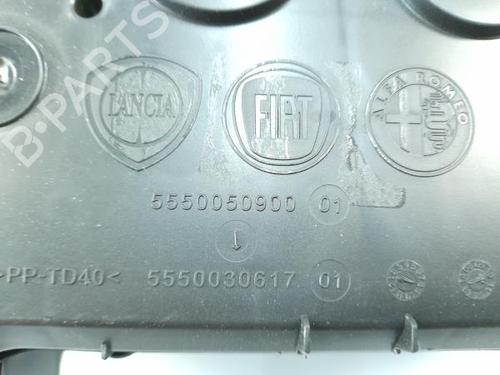 B-PARTS
LANCIA
FIAT
ALFA ROMEO
5550050900 01
>PP-TD40< 5550030617 01